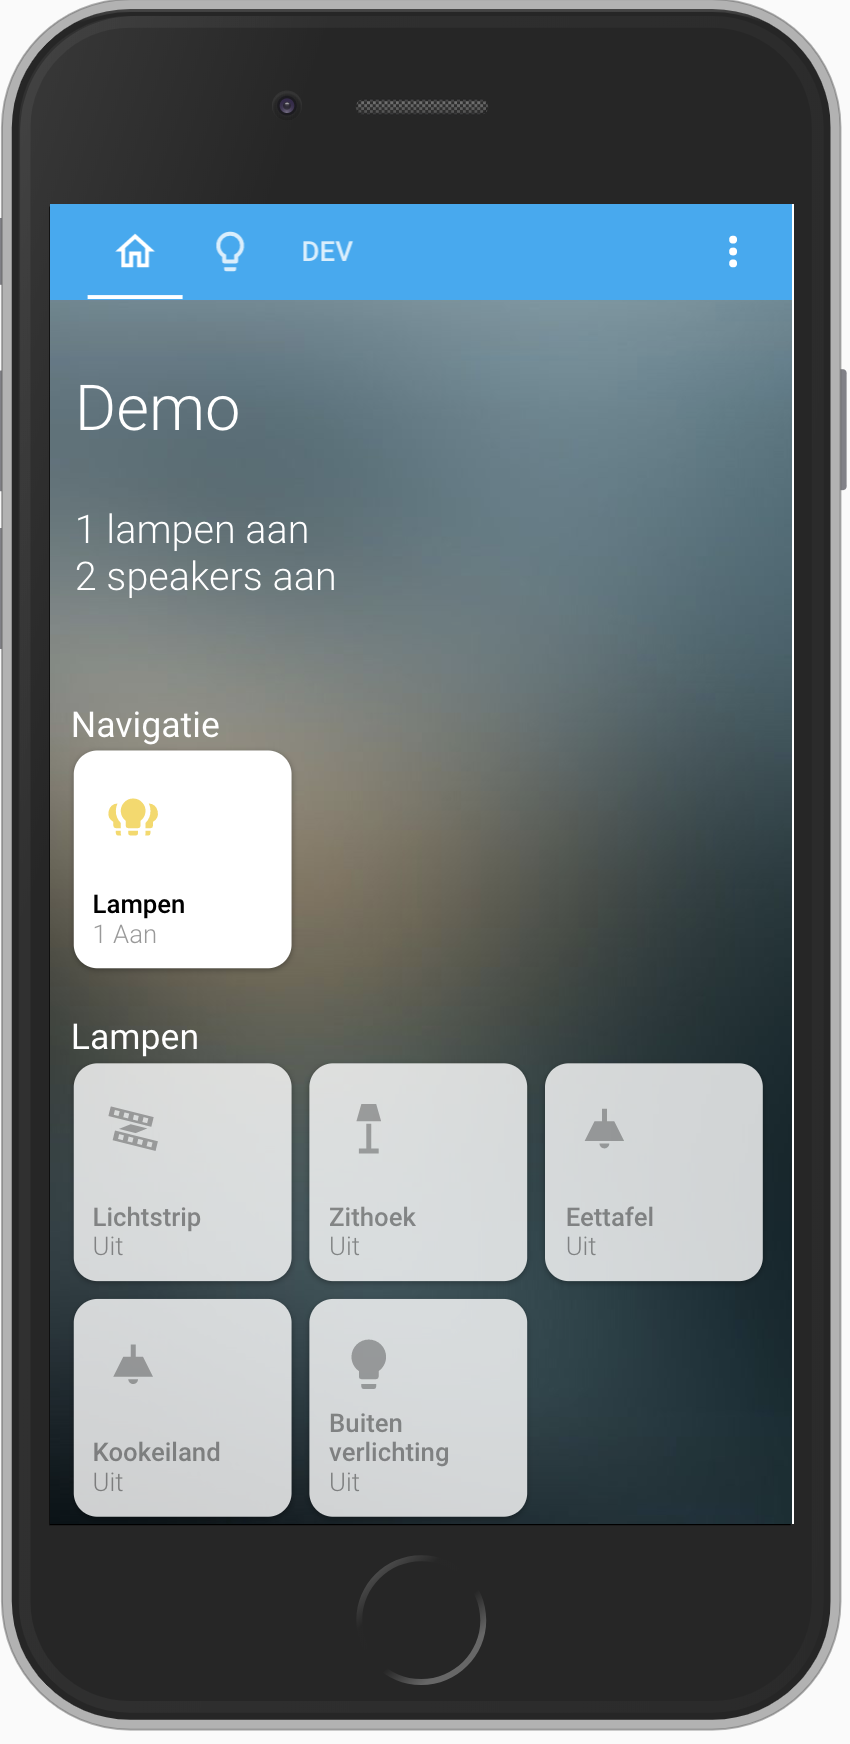 DEV
Demo
1 lampen aan
2 speakers aan
Navigatie
Lampen
1 Aan
Lampen
Lichtstrip
Uit
Zithoek
Uit
Eettafel
Uit
Kookeiland
Uit
Buiten
verlichting
Uit